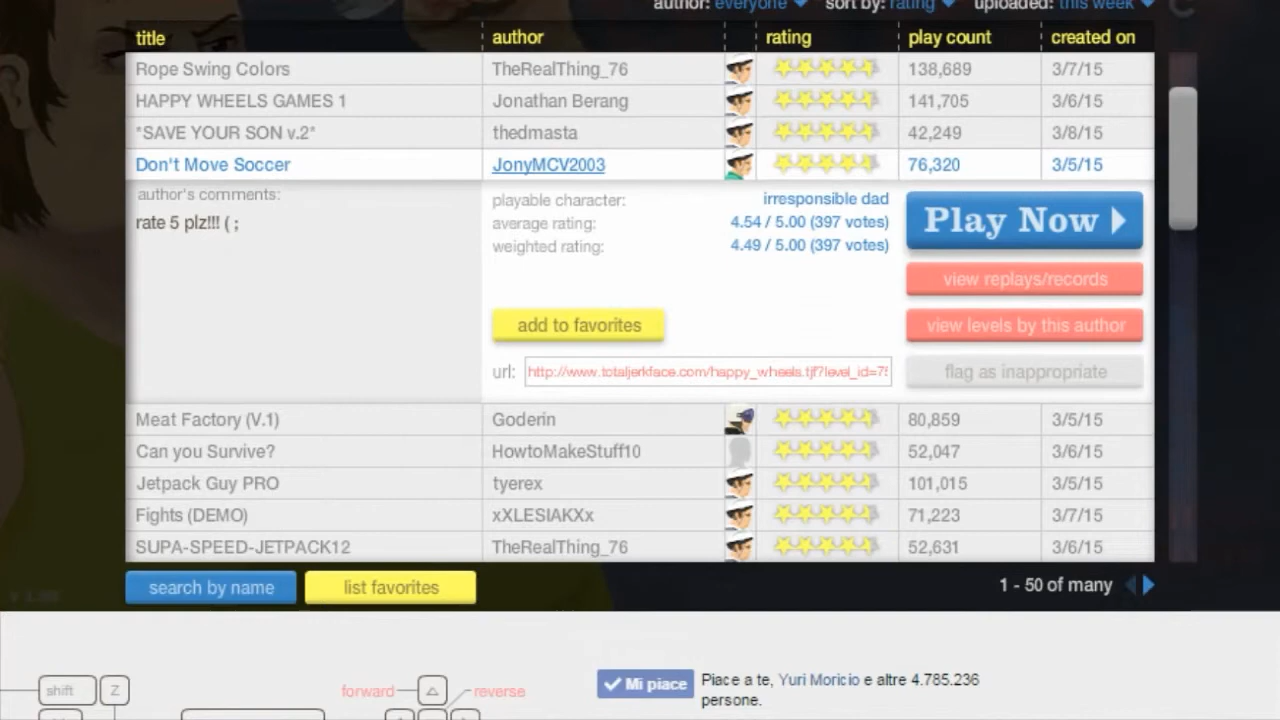 author: everyone sort by: rating uploaded: this week
title author rating play count created on
Rope Swing Colors TheRealThing_76 138,689 3/7/15
HAPPY WHEELS GAMES 1 Jonathan Berang 141,705 3/6/15
*SAVE YOUR SON v.2* thedmasta 42,249 3/8/15
Don't Move Soccer JonyMCV2003 76,320 3/5/15
author's comments:
rate 5 plz!!! ( ;
playable character: irresponsible dad
average rating: 4.54 / 5.00 (397 votes)
weighted rating: 4.49 / 5.00 (397 votes)
add to favorites
url: http://www.totaljerkface.com/happy_wheels.tjf?level_id=75
Play Now
view replays/records
view levels by this author
flag as inappropriate
Meat Factory (V.1) Goderin 80,859 3/5/15
Can you Survive? HowtoMakeStuff10 52,047 3/6/15
Jetpack Guy PRO tyerex 101,015 3/5/15
Fights (DEMO) xXLESIAKXx 71,223 3/7/15
SUPA-SPEED-JETPACK12 TheRealThing_76 52,631 3/6/15
search by name list favorites 1 - 50 of many
shift Z
forward reverse
Mi piace
Piace a te, Yuri Moricio e altre 4.785.236
persone.